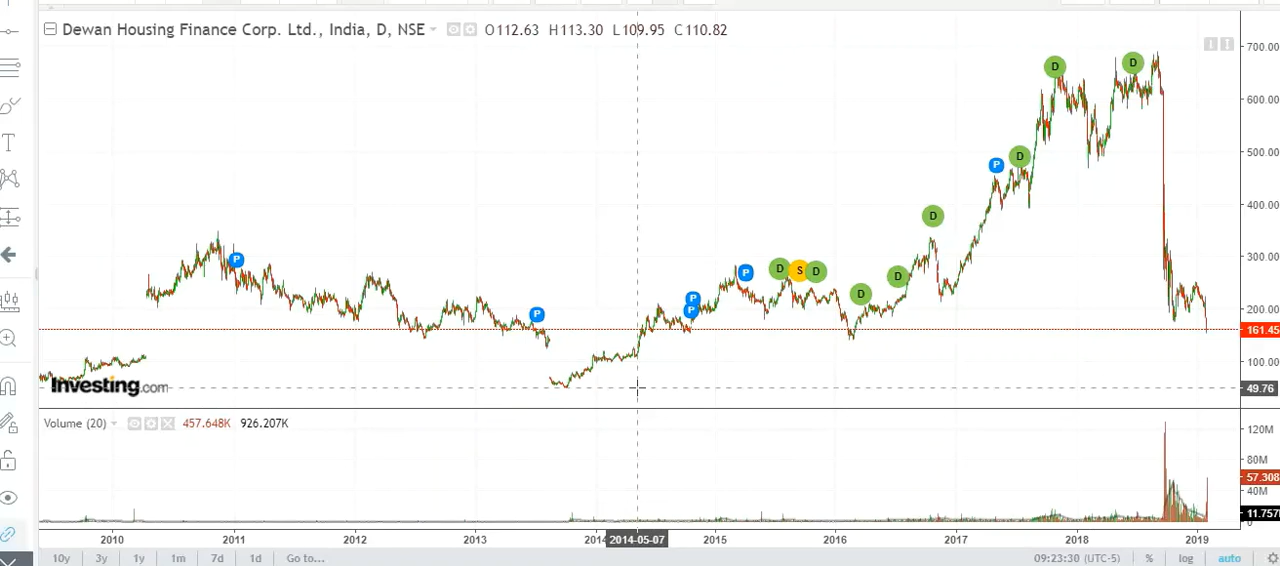 Dewan Housing Finance Corp. Ltd., India, D, NSE O112.63 H113.30 L109.95 C110.82
700.00
D
D
600.00
D
P
500.00
D
400.00
P
D
S
D
P
D
300.00
P
D
P
P
200.00
161.45
100.00
Investing.com
49.76
Volume (20) 457.648K 926.207K
120M
80M
57.308
40M
11.757
0
2010 2011 2012 2013 2014 2014-05-07 2015 2016 2017 2018 2019
10y 3y 1y 1m 7d 1d Go to... 09:23:30 (UTC-5) % log auto